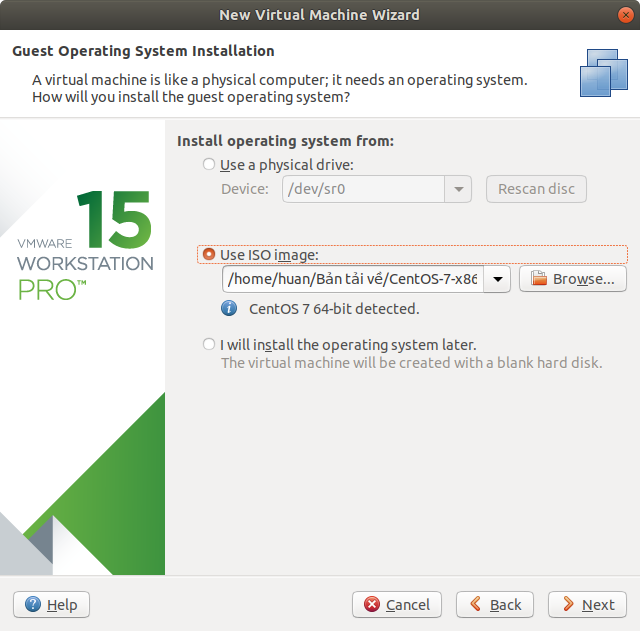 New Virtual Machine Wizard
Guest Operating System Installation
A virtual machine is like a physical computer; it needs an operating system.
How will you install the guest operating system?
Install operating system from:
Use a physical drive:
Device: /dev/sr0 Rescan disc
Use ISO image:
/home/huan/Bản tải về/CentOS-7-x86 Browse...
CentOS 7 64-bit detected.
I will install the operating system later.
The virtual machine will be created with a blank hard disk.
15
VMWARE
WORKSTATION
PRO™
Help Cancel Back Next